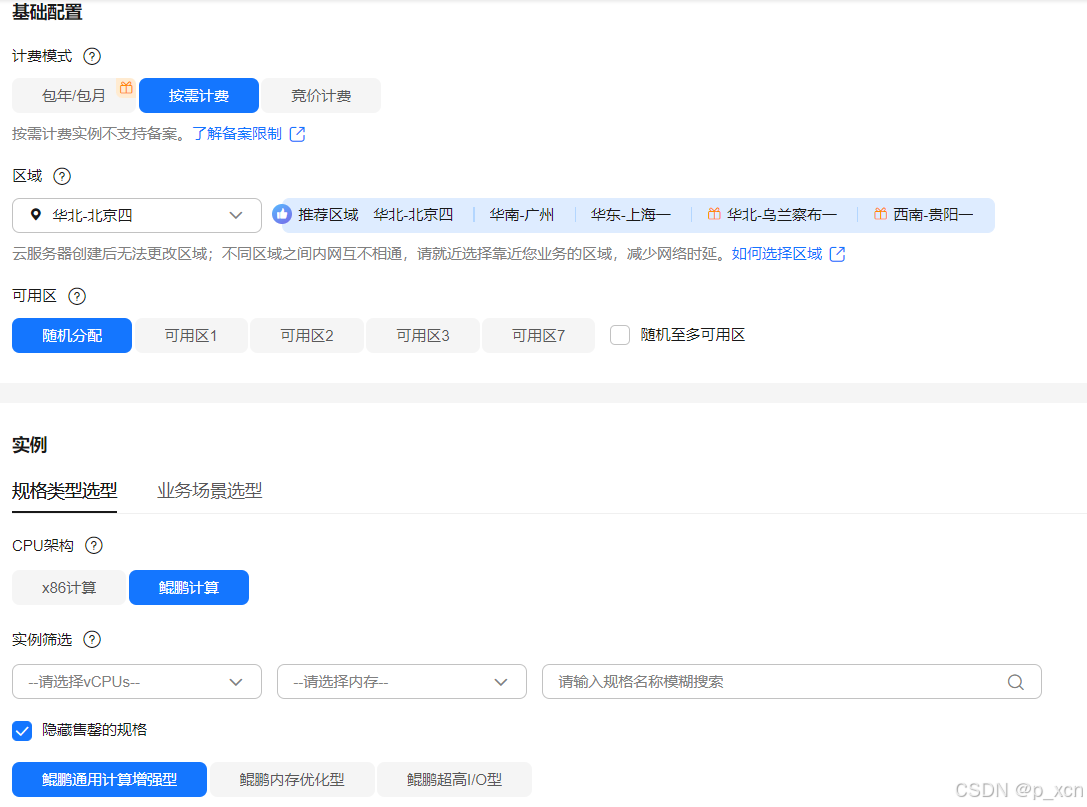 基础配置
计费模式
包年/包月 按需计费 竞价计费
按需计费实例不支持备案。了解备案限制
区域
华北-北京四 推荐区域 华北-北京四 华南-广州 华东-上海一 华北-乌兰察布一 西南-贵阳一
云服务器创建后无法更改区域；不同区域之间内网互不相通，请就近选择靠近您业务的区域，减少网络时延。如何选择区域
可用区
随机分配 可用区1 可用区2 可用区3 可用区7 随机至多可用区
实例
规格类型选型 业务场景选型
CPU架构
x86计算 鲲鹏计算
实例筛选
--请选择vCPUs-- --请选择内存-- 请输入规格名称模糊搜索
隐藏售罄的规格
鲲鹏通用计算增强型 鲲鹏内存优化型 鲲鹏超高I/O型
CSDN @p_xcn